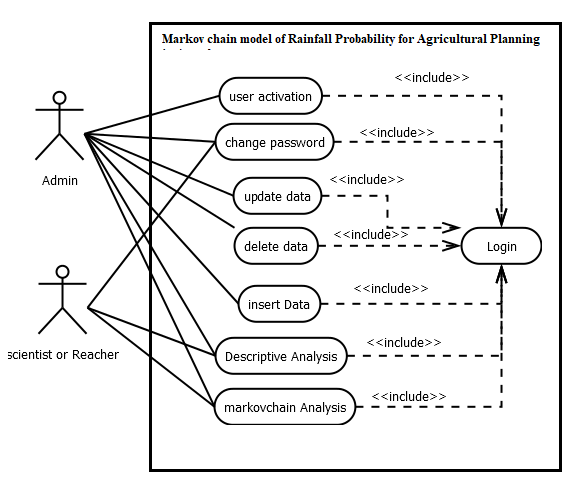 Markov chain model of Rainfall Probability for Agricultural Planning
<<include>>
user activation
<<include>>
change password
Admin
<<include>>
update data
<<include>>
delete data
Login
<<include>>
insert Data
<<include>>
scientist or Reacher
Descriptive Analysis
<<include>>
markovchain Analysis